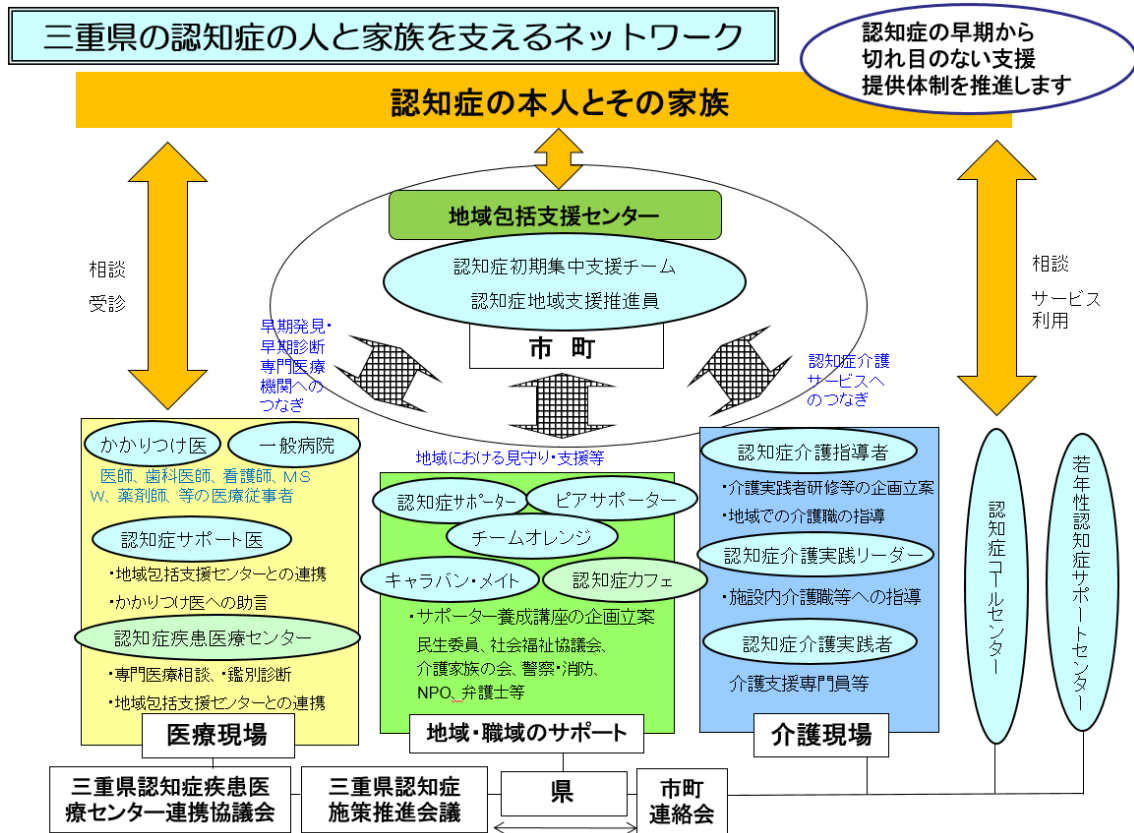 三重県の認知症の人と家族を支えるネットワーク
認知症の早期から
切れ目のない支援
提供体制を推進します
認知症の本人とその家族
地域包括支援センター
認知症初期集中支援チーム
認知症地域支援推進員
市 町
相談
受診
相談
サービス
利用
早期発見・
早期診断
専門医療
機関への
つなぎ
認知症介護
サービスへ
のつなぎ
地域における見守り・支援等
かかりつけ医
一般病院
医師、歯科医師、看護師、MS
W、薬剤師、等の医療従事者
認知症サポート医
・地域包括支援センターとの連携
・かかりつけ医への助言
認知症疾患医療センター
・専門医療相談、・鑑別診断
・地域包括支援センターとの連携
医療現場
認知症サポーター
ピアサポーター
チームオレンジ
キャラバン・メイト
認知症カフェ
・サポーター養成講座の企画立案
民生委員、社会福祉協議会、
介護家族の会、警察・消防、
NPO、弁護士等
地域・職域のサポート
認知症介護指導者
・介護実践者研修等の企画立案
・地域での介護職の指導
認知症介護実践リーダー
・施設内介護職等への指導
認知症介護実践者
介護支援専門員等
介護現場
認知症コールセンター
若年性認知症サポートセンター
三重県認知症疾患医
療センター連携協議会
三重県認知症
施策推進会議
県
市町
連絡会